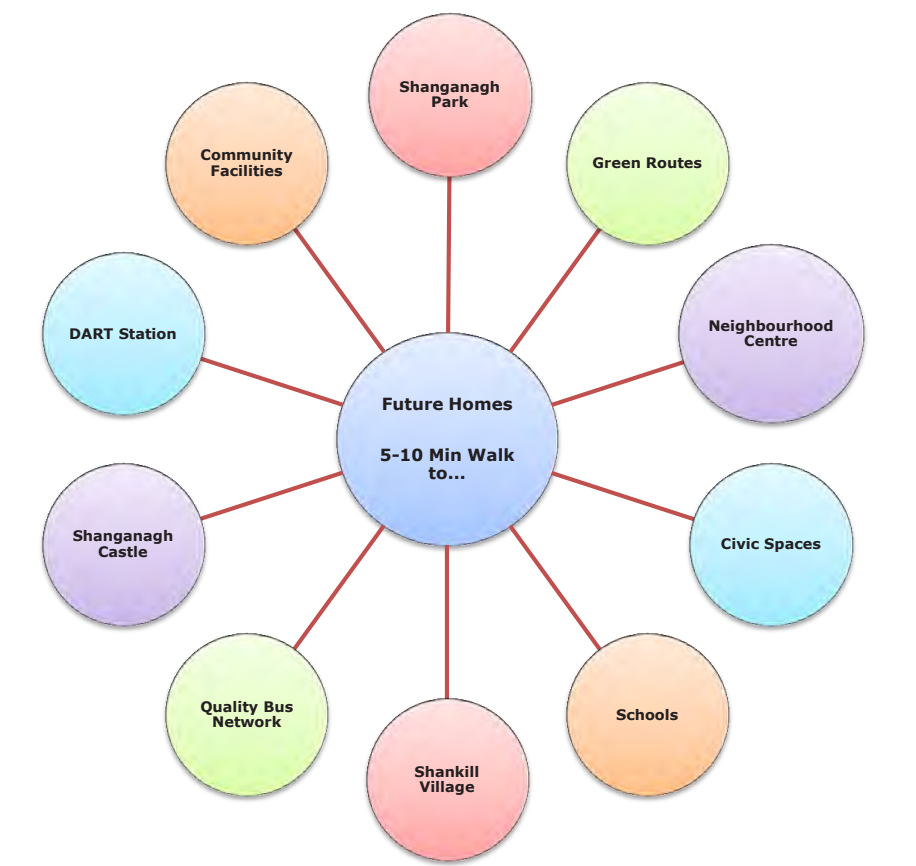 Shanganagh
Park
Community
Facilities
Green Routes
DART Station
Neighbourhood
Centre
Future Homes
5-10 Min Walk
to...
Shanganagh
Castle
Civic Spaces
Quality Bus
Network
Schools
Shankill
Village